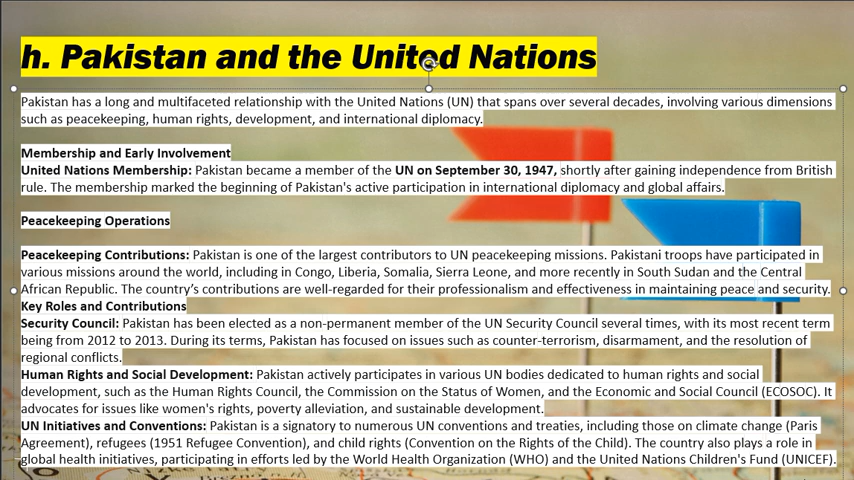 h. Pakistan and the United Nations
Pakistan has a long and multifaceted relationship with the United Nations (UN) that spans over several decades, involving various dimensions
such as peacekeeping, human rights, development, and international diplomacy.
Membership and Early Involvement
United Nations Membership: Pakistan became a member of the UN on September 30, 1947, shortly after gaining independence from British
rule. The membership marked the beginning of Pakistan's active participation in international diplomacy and global affairs.
Peacekeeping Operations
Peacekeeping Contributions: Pakistan is one of the largest contributors to UN peacekeeping missions. Pakistani troops have participated in
various missions around the world, including in Congo, Liberia, Somalia, Sierra Leone, and more recently in South Sudan and the Central
African Republic. The country’s contributions are well-regarded for their professionalism and effectiveness in maintaining peace and security.
Key Roles and Contributions
Security Council: Pakistan has been elected as a non-permanent member of the UN Security Council several times, with its most recent term
being from 2012 to 2013. During its terms, Pakistan has focused on issues such as counter-terrorism, disarmament, and the resolution of
regional conflicts.
Human Rights and Social Development: Pakistan actively participates in various UN bodies dedicated to human rights and social
development, such as the Human Rights Council, the Commission on the Status of Women, and the Economic and Social Council (ECOSOC). It
advocates for issues like women's rights, poverty alleviation, and sustainable development.
UN Initiatives and Conventions: Pakistan is a signatory to numerous UN conventions and treaties, including those on climate change (Paris
Agreement), refugees (1951 Refugee Convention), and child rights (Convention on the Rights of the Child). The country also plays a role in
global health initiatives, participating in efforts led by the World Health Organization (WHO) and the United Nations Children's Fund (UNICEF).